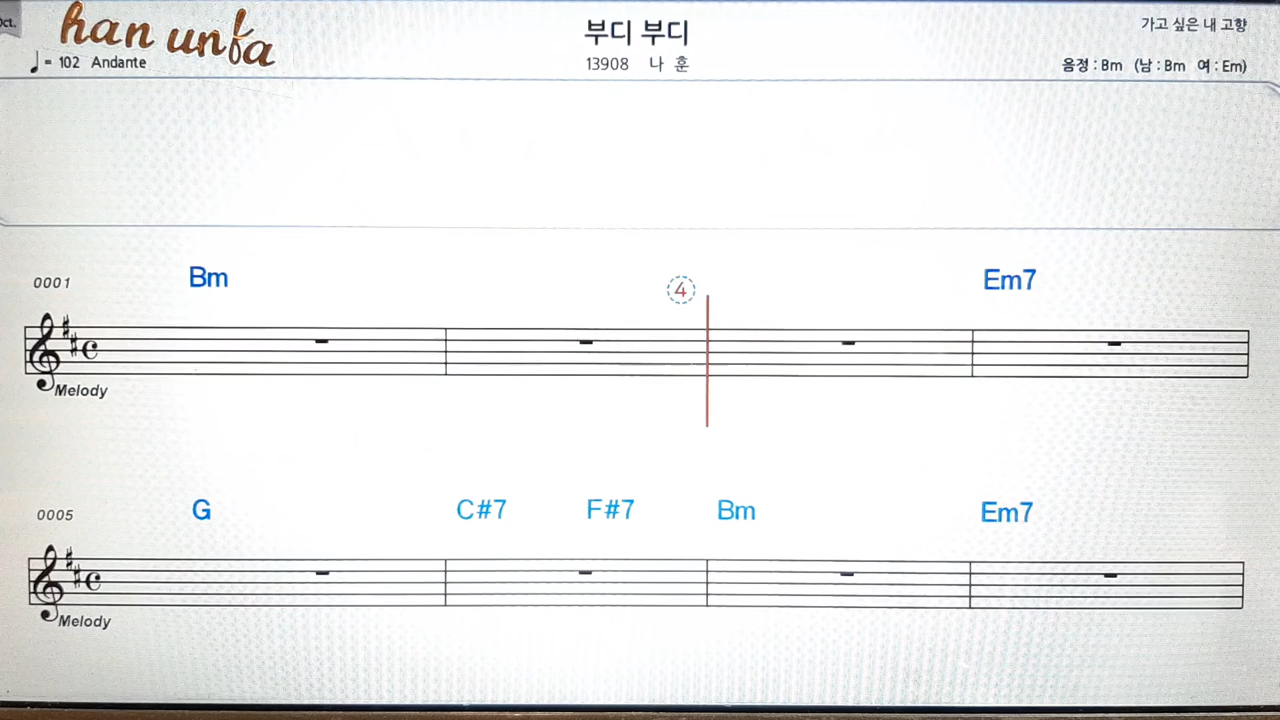 Oct.
han unfa
부디 부디
가고 싶은 내 고향
♩ = 102 Andante
13908 나 훈
음정 : Bm (남 : Bm 여 : Em)
0001 Bm 4 Em7
Melody
0005 G C#7 F#7 Bm Em7
Melody